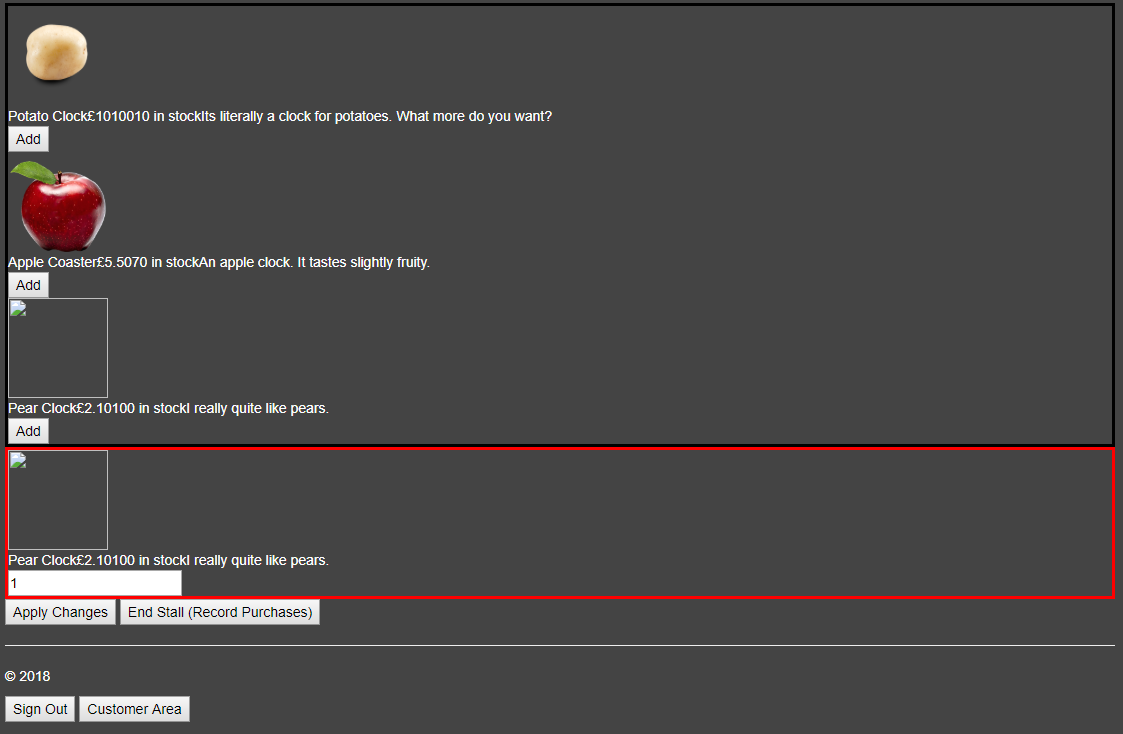 Potato Clock£1010010 in stockIts literally a clock for potatoes. What more do you want?
Add
Apple Coaster£5.5070 in stockAn apple clock. It tastes slightly fruity.
Add
Pear Clock£2.10100 in stockI really quite like pears.
Add
Pear Clock£2.10100 in stockI really quite like pears.
1
Apply Changes End Stall (Record Purchases)
© 2018
Sign Out Customer Area